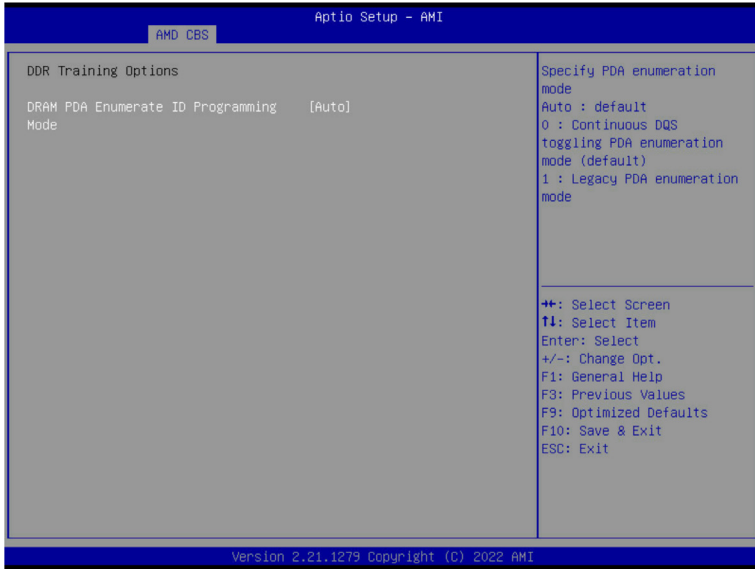 Aptio Setup – AMI
AMD CBS
DDR Training Options
DRAM PDA Enumerate ID Programming [Auto]
Mode
Specify PDA enumeration
mode
Auto : default
0 : Continuous DQS
toggling PDA enumeration
mode (default)
1 : Legacy PDA enumeration
mode
→←: Select Screen
↑↓: Select Item
Enter: Select
+/-: Change Opt.
F1: General Help
F3: Previous Values
F9: Optimized Defaults
F10: Save & Exit
ESC: Exit
Version 2.21.1279 Copyright (C) 2022 AMI